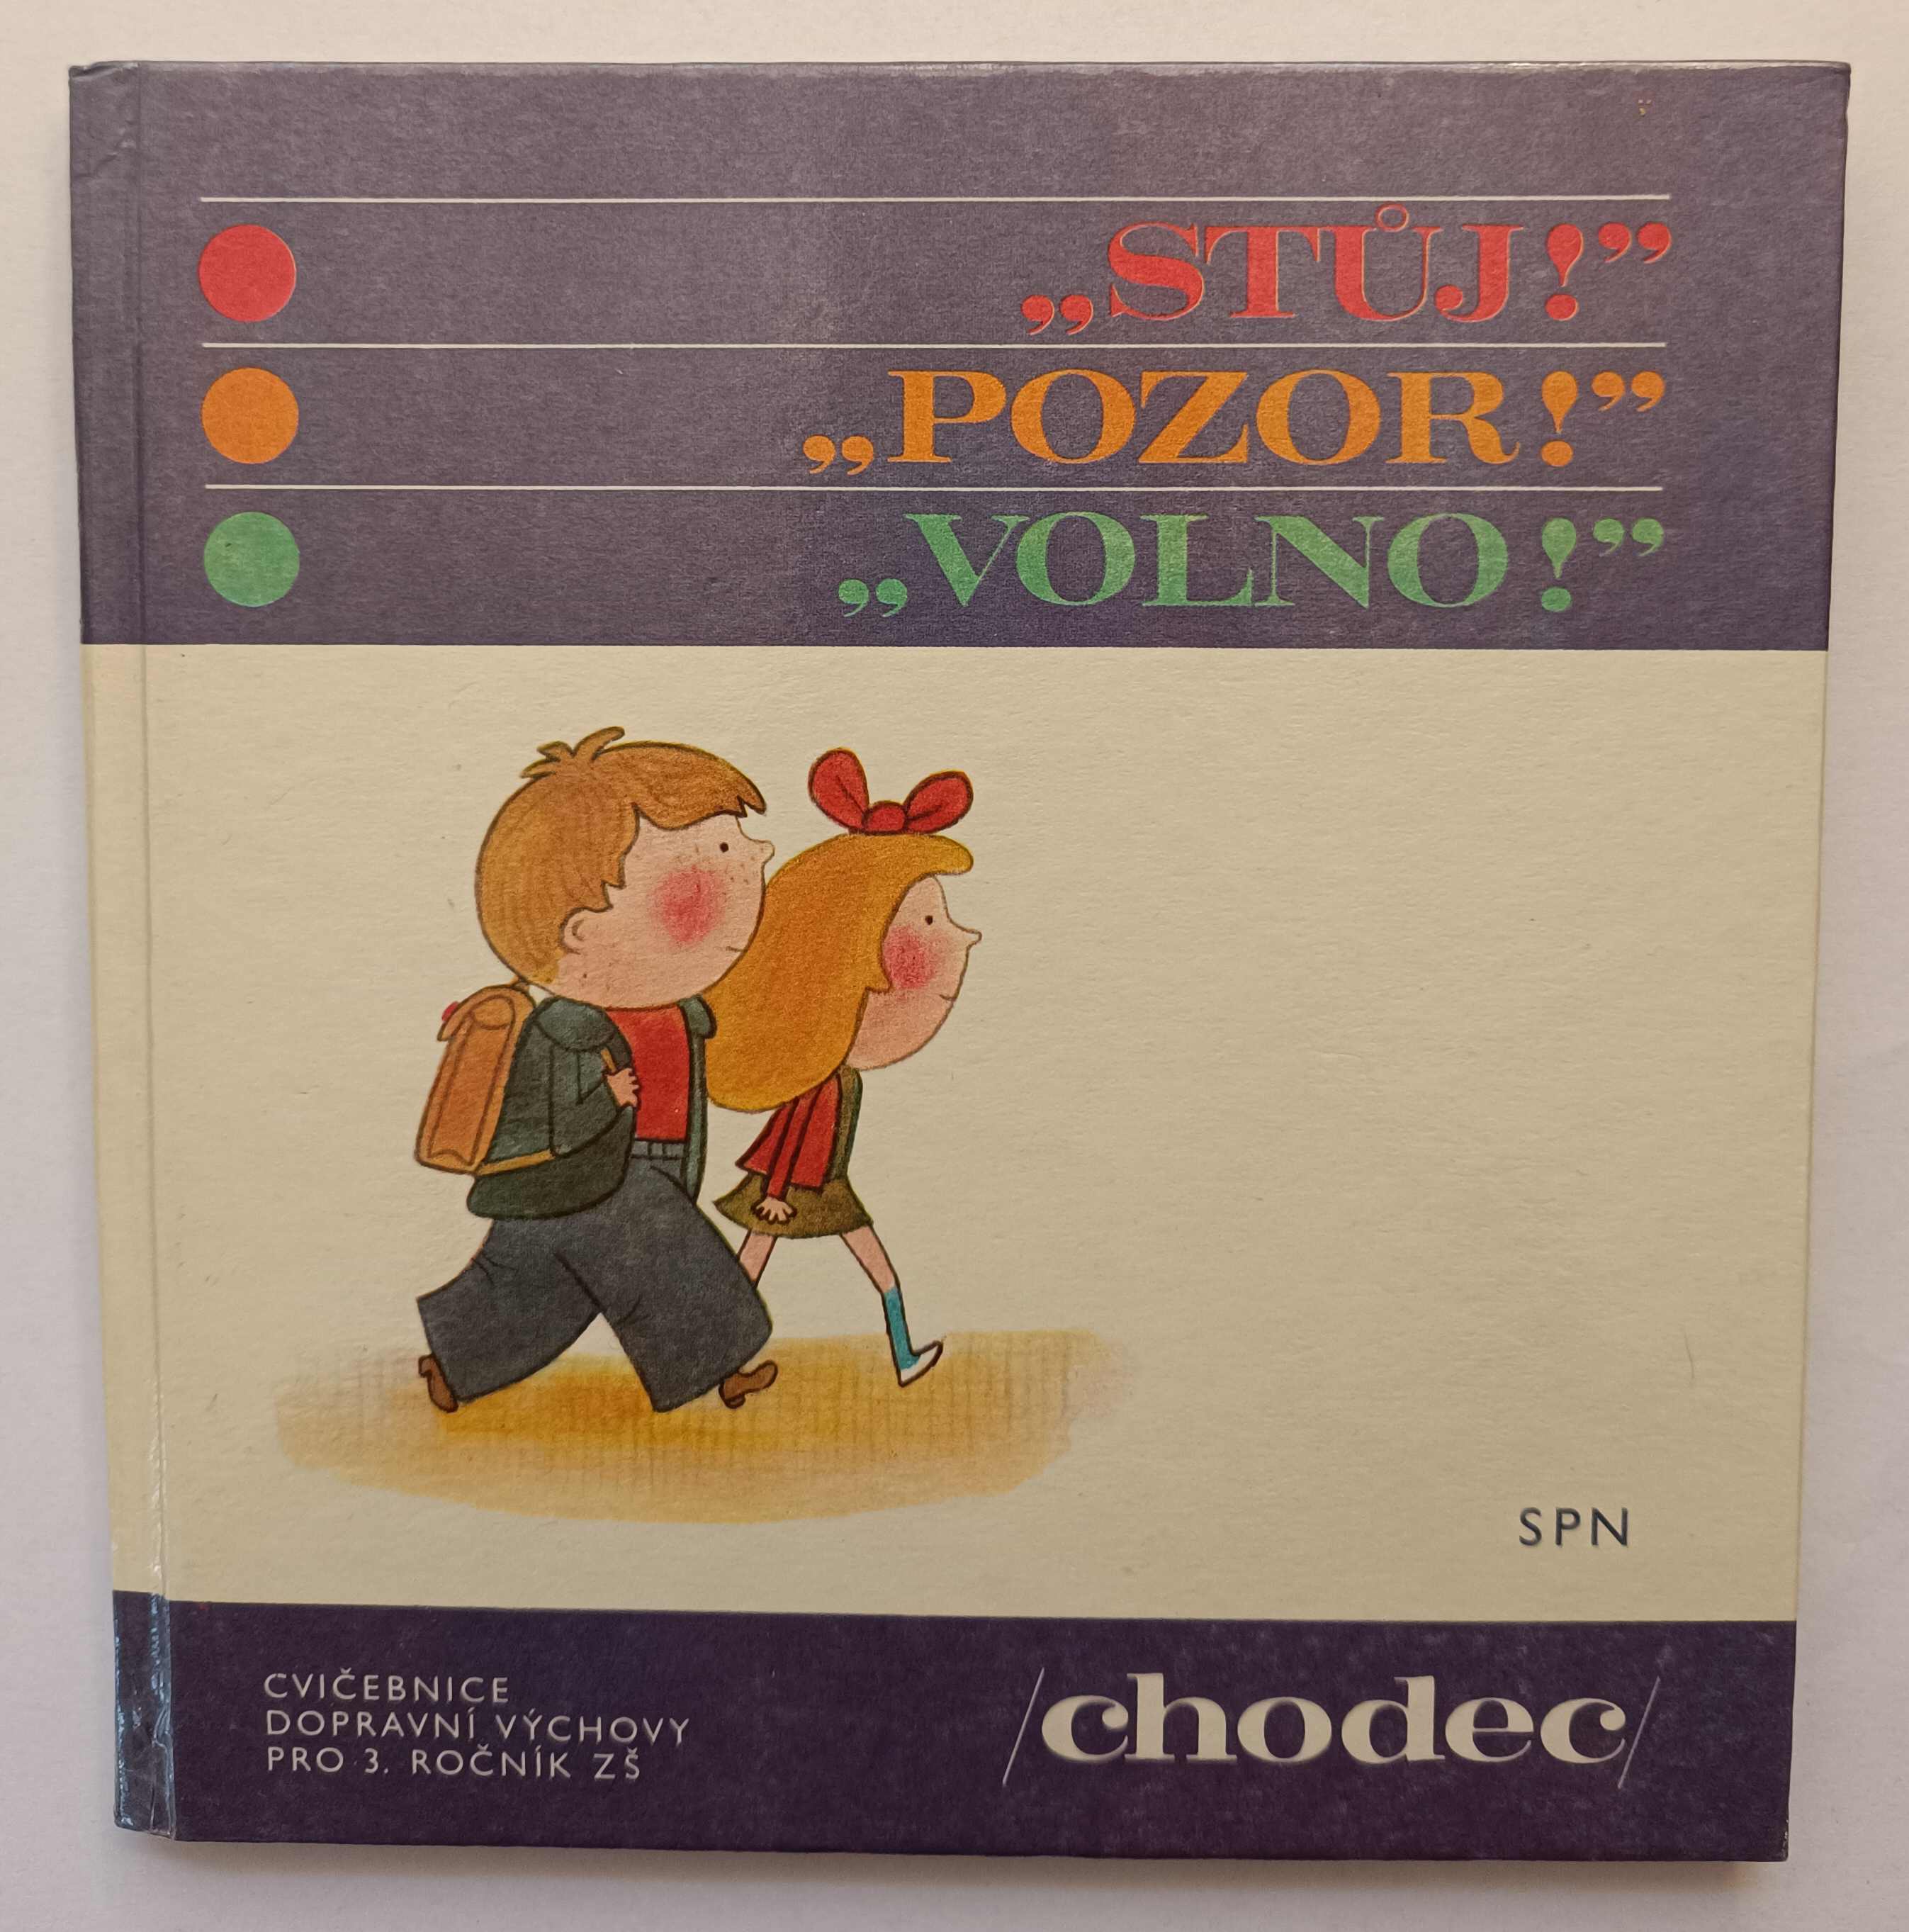 „STŮJ!”
„POZOR!”
„VOLNO!”
SPN
CVIČEBNICE
DOPRAVNÍ VÝCHOVY
PRO 3. ROČNÍK ZŠ
/chodec/